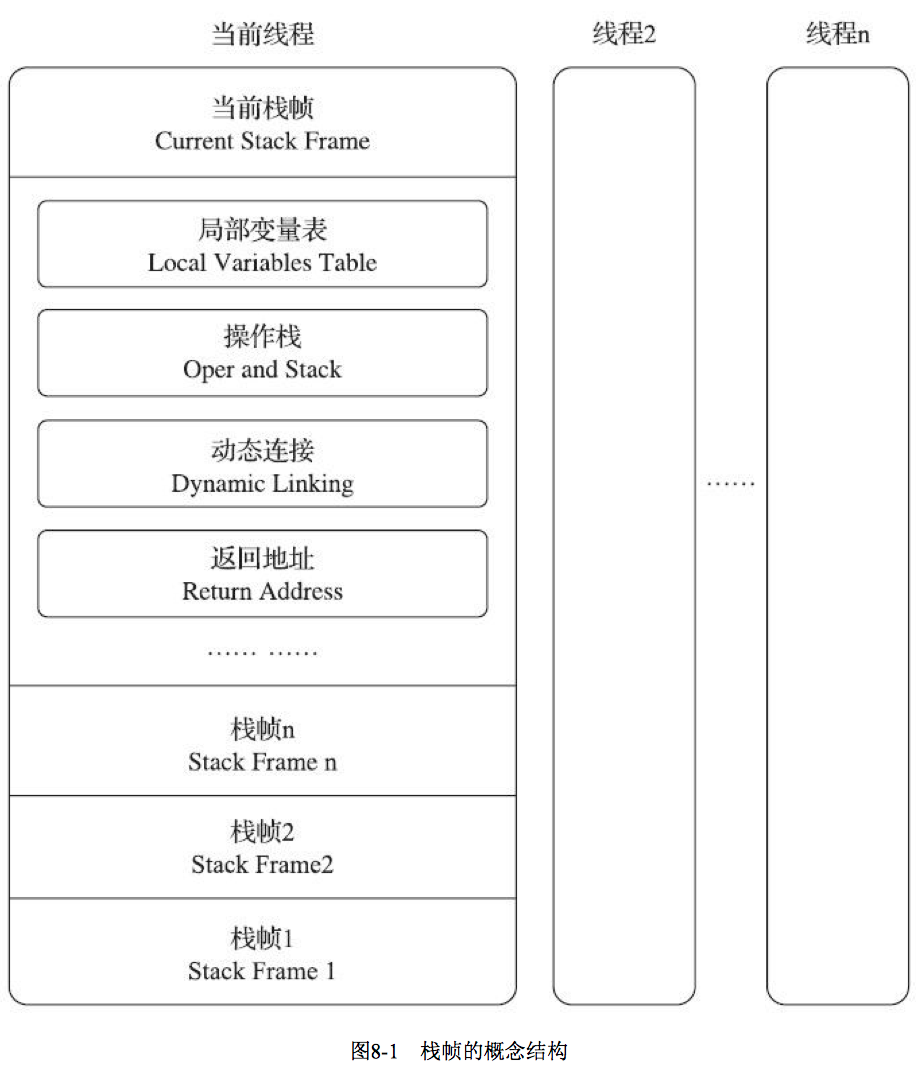 当前线程
线程2
线程n
当前栈帧
Current Stack Frame
局部变量表
Local Variables Table
操作栈
Oper and Stack
动态连接
Dynamic Linking
……
返回地址
Return Address
…… ……
栈帧n
Stack Frame n
栈帧2
Stack Frame2
栈帧1
Stack Frame 1
图8-1 栈帧的概念结构